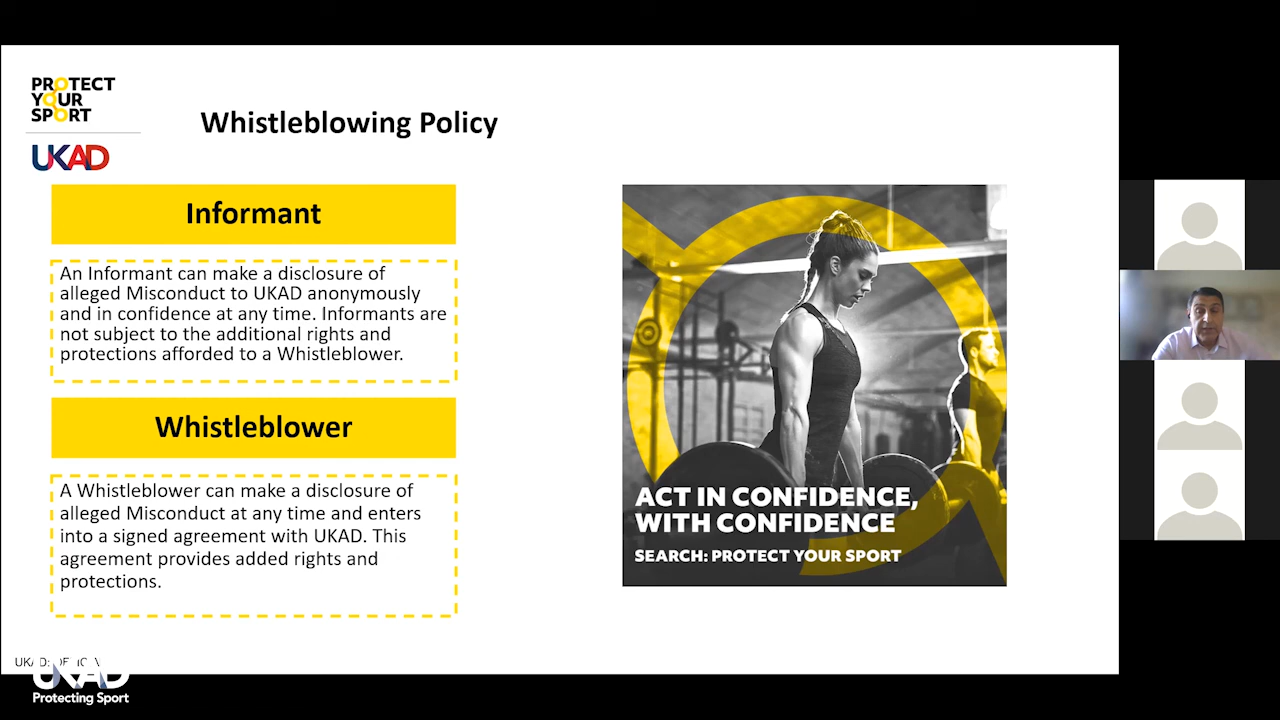 PROTECT
YOUR
SPORT
UKAD
Whistleblowing Policy
Informant
An Informant can make a disclosure of
alleged Misconduct to UKAD anonymously
and in confidence at any time. Informants are
not subject to the additional rights and
protections afforded to a Whistleblower.
Whistleblower
A Whistleblower can make a disclosure of
alleged Misconduct at any time and enters
into a signed agreement with UKAD. This
agreement provides added rights and
protections.
ACT IN CONFIDENCE,
WITH CONFIDENCE
SEARCH: PROTECT YOUR SPORT
UKAD
Protecting Sport